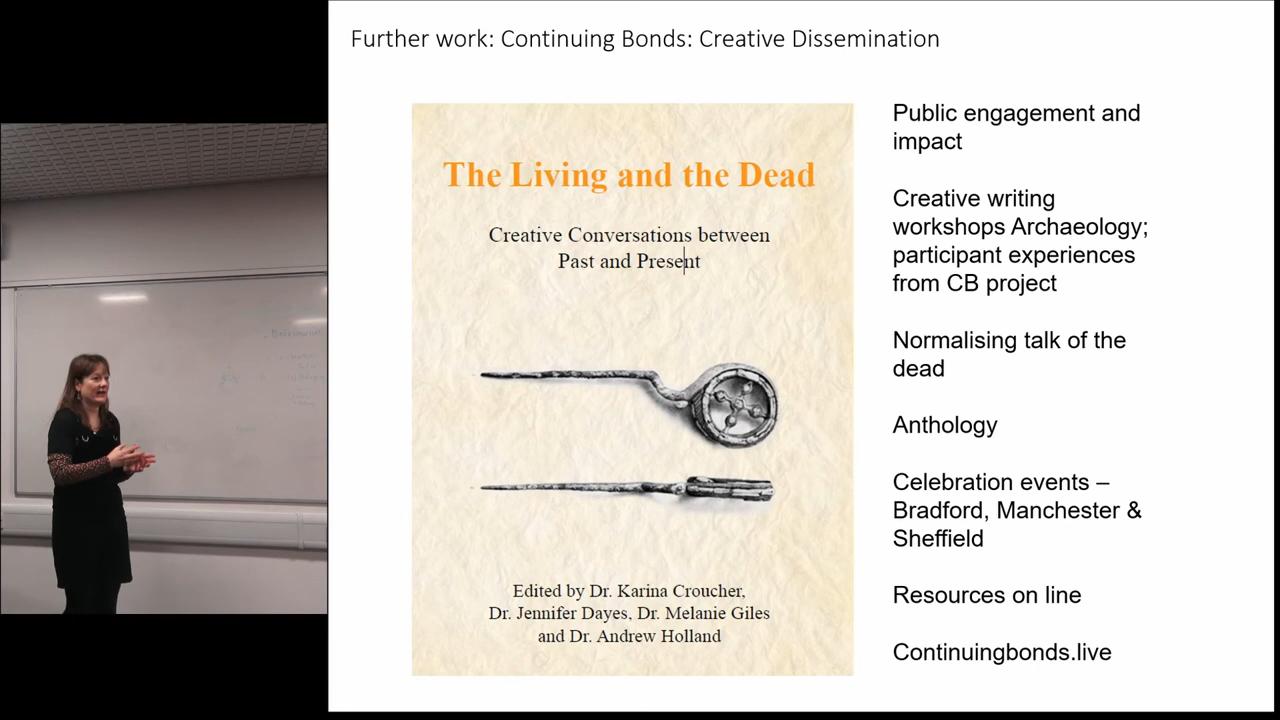 Further work: Continuing Bonds: Creative Dissemination
The Living and the Dead
Creative Conversations between
Past and Present
Edited by Dr. Karina Croucher,
Dr. Jennifer Dayes, Dr. Melanie Giles
and Dr. Andrew Holland
Public engagement and
impact
Creative writing
workshops Archaeology;
participant experiences
from CB project
Normalising talk of the
dead
Anthology
Celebration events –
Bradford, Manchester &
Sheffield
Resources on line
Continuingbonds.live